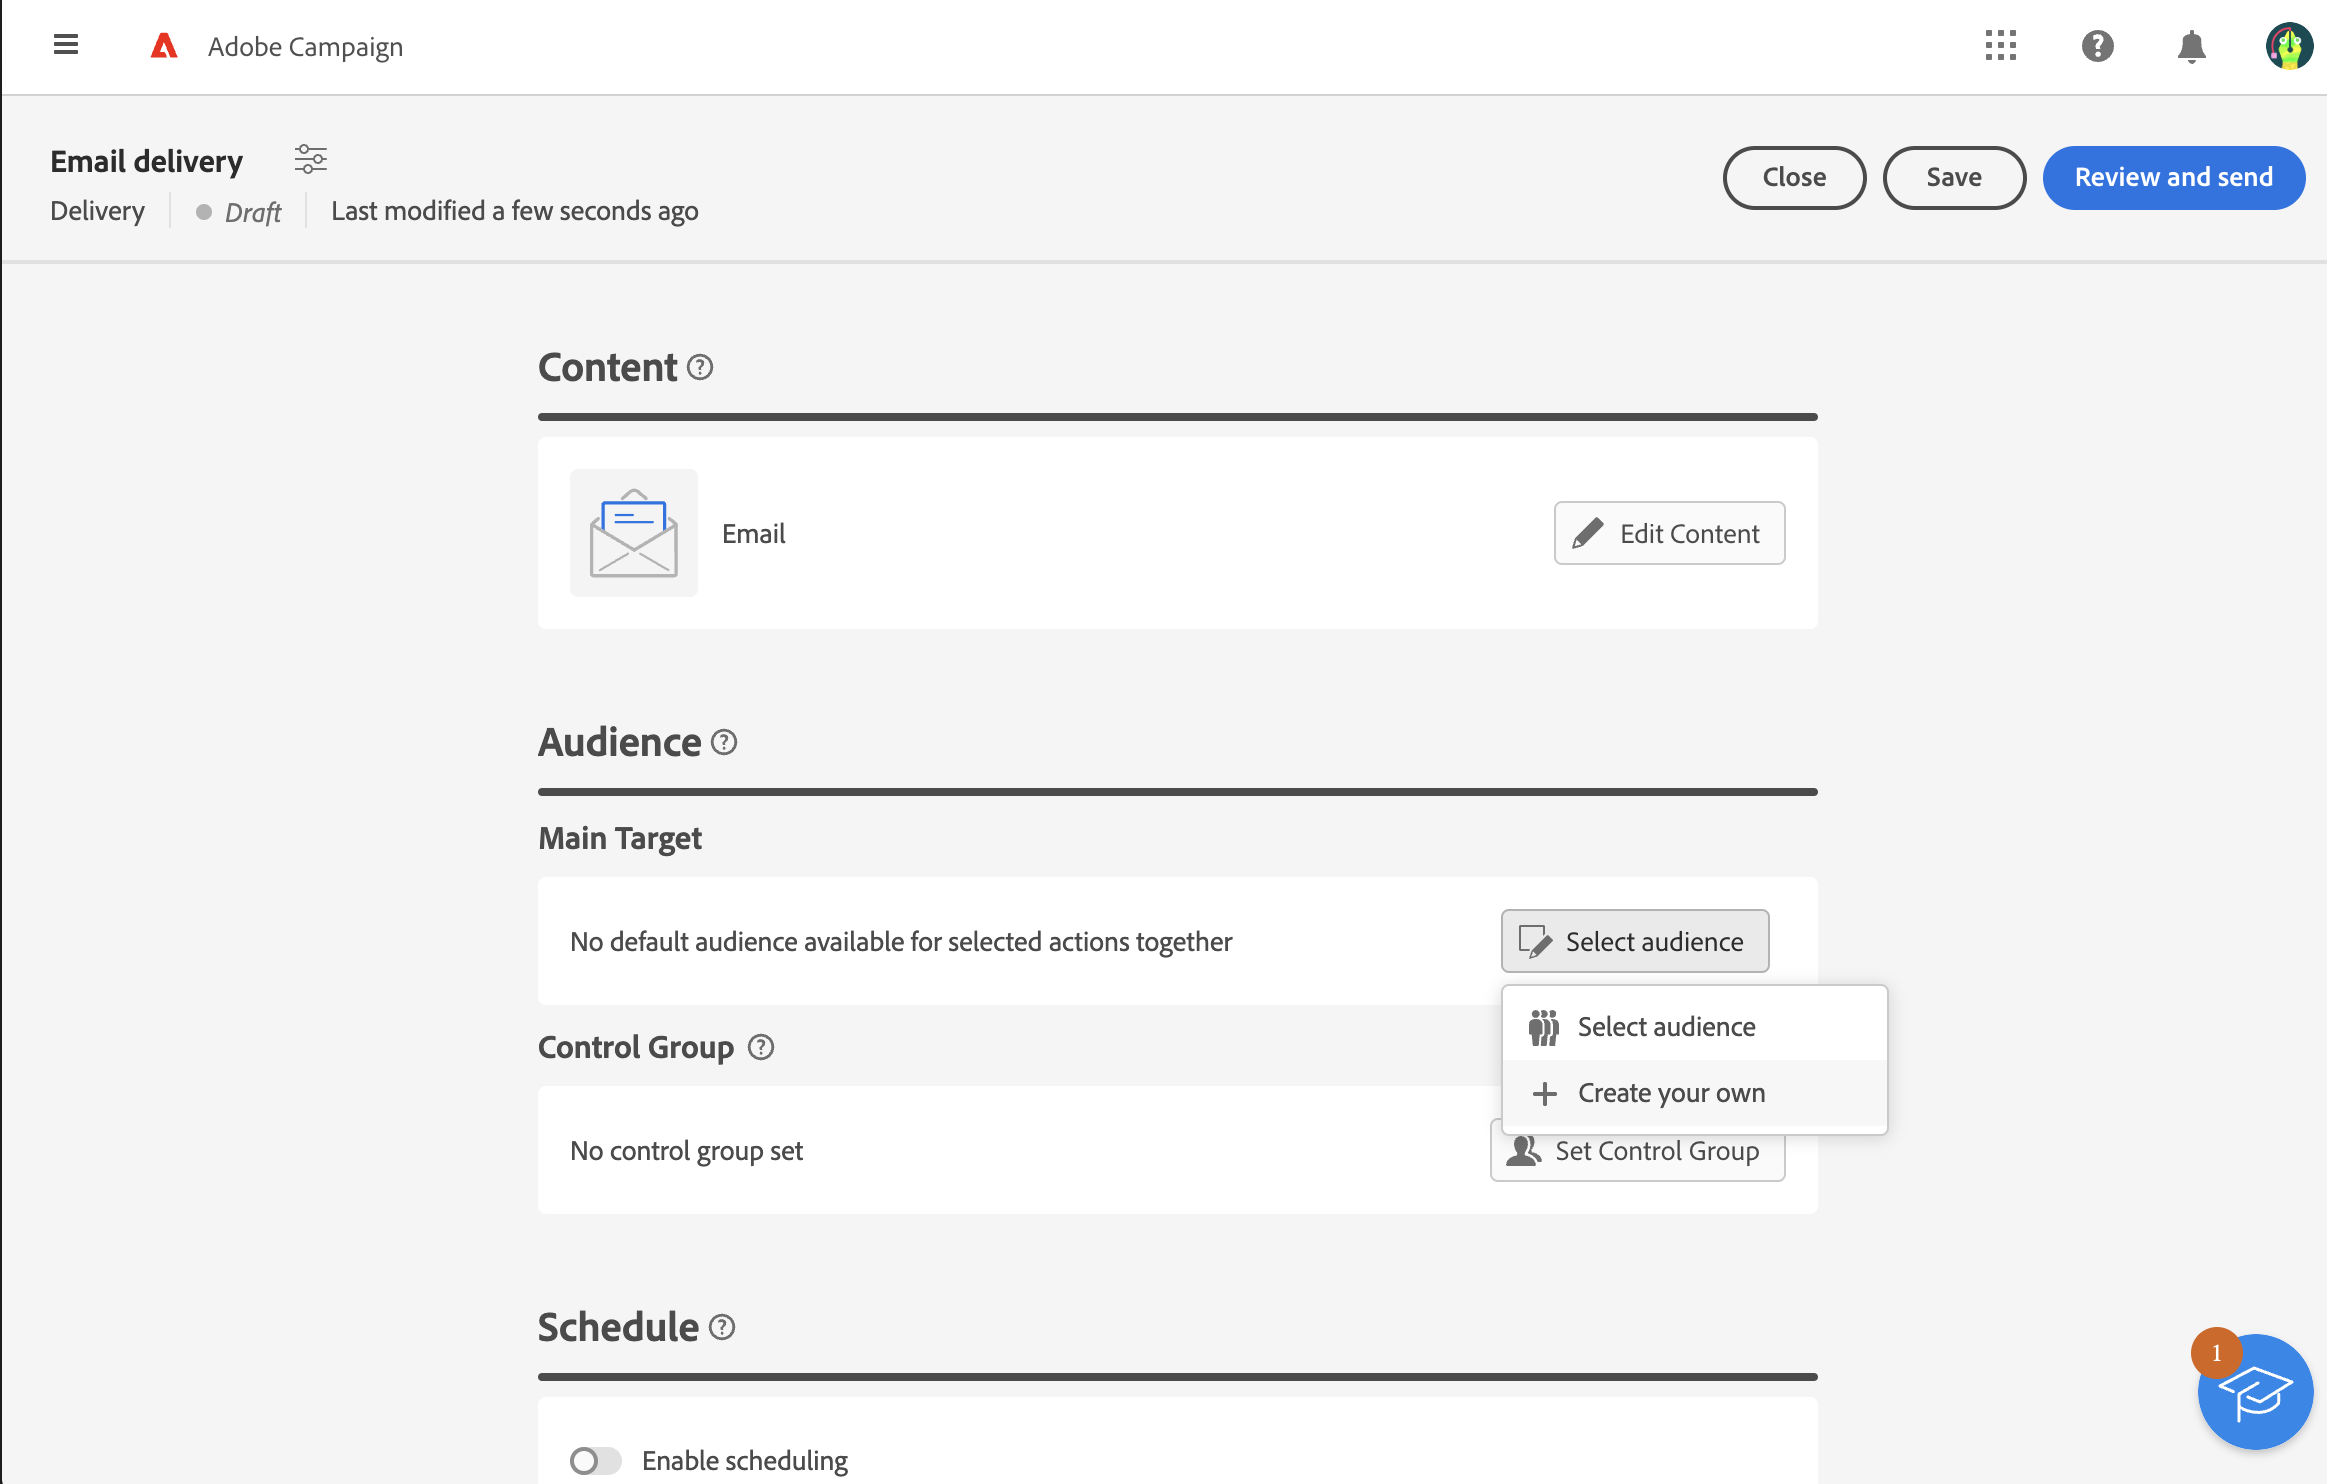 Adobe Campaign
Email delivery
Close
Save
Review and send
Delivery
Draft
Last modified a few seconds ago
Content
Email
Edit Content
Audience
Main Target
No default audience available for selected actions together
Select audience
Select audience
Create your own
Control Group
No control group set
Set Control Group
Schedule
1
Enable scheduling